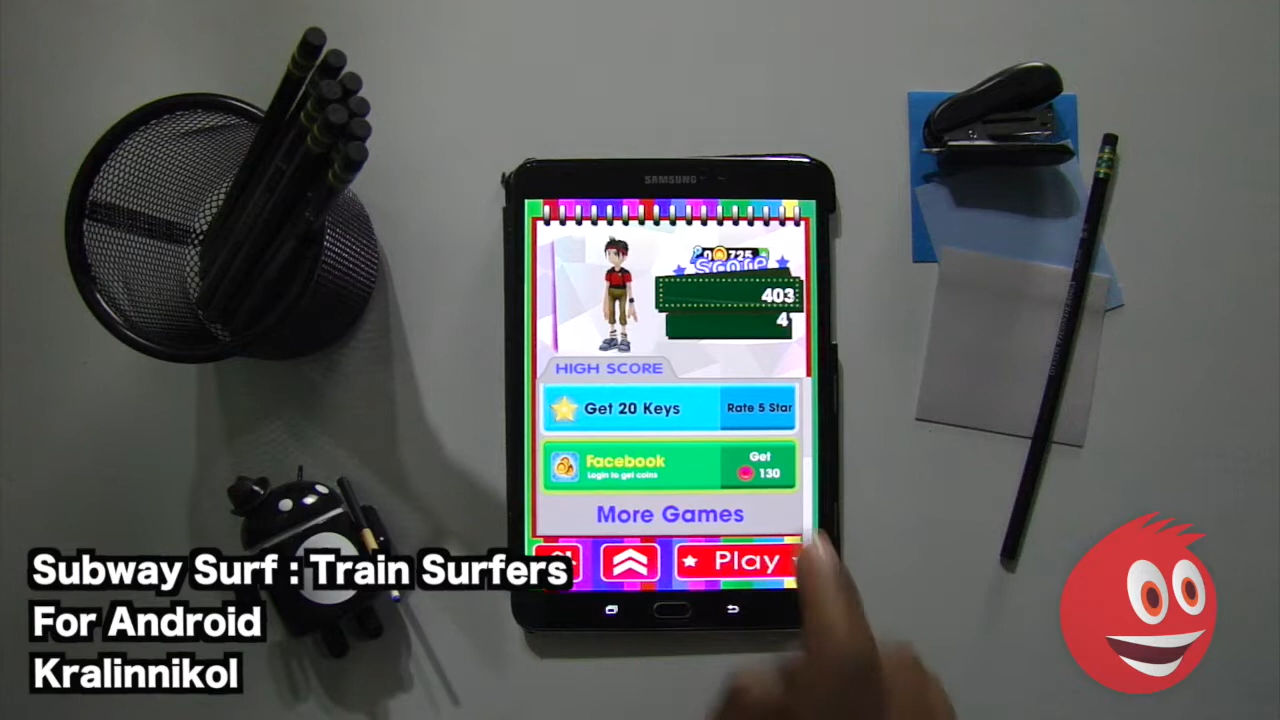 SAMSUNG
725
Score
403
4
HIGH SCORE
Get 20 Keys
Rate 5 Star
Facebook
Login to get coins
Get
130
More Games
Play
Subway Surf : Train Surfers
For Android
Kralinnikol